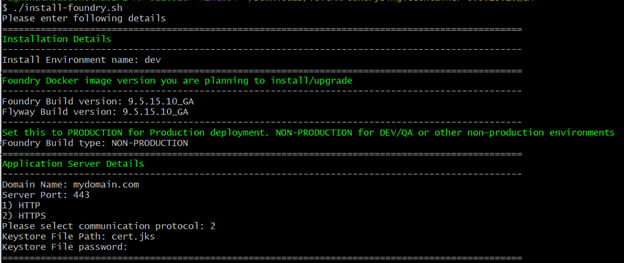 $ ./install-foundry.sh
Please enter following details
Installation Details
Install Environment name: dev
Foundry Docker image version you are planning to install/upgrade
Foundry Build version: 9.5.15.10_GA
Flyway Build version: 9.5.15.10_GA
Set this to PRODUCTION for Production deployment. NON-PRODUCTION for DEV/QA or other non-production environments
Foundry Build type: NON-PRODUCTION
Application Server Details
Domain Name: mydomain.com
Server Port: 443
1) HTTP
2) HTTPS
Please select communication protocol: 2
Keystore File Path: cert.jks
Keystore File password: